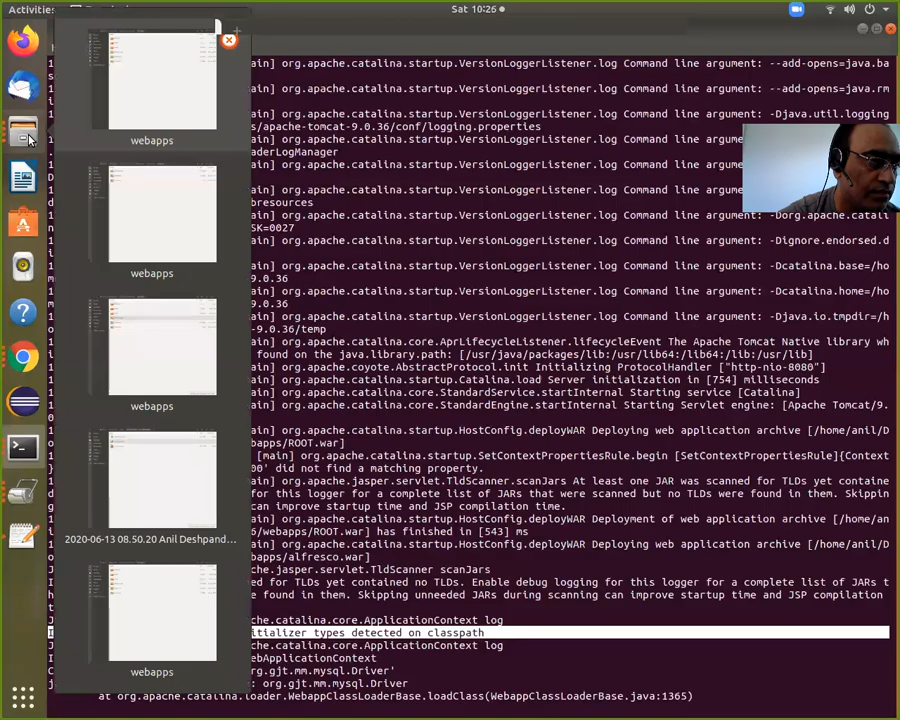 Activities
Sat 10:26
ain] org.apache.catalina.startup.VersionLoggerListener.log Command line argument: --add-opens=java.ba
ain] org.apache.catalina.startup.VersionLoggerListener.log Command line argument: --add-opens=java.rm
ain] org.apache.catalina.startup.VersionLoggerListener.log Command line argument: -Djava.util.logging
s/apache-tomcat-9.0.36/conf/logging.properties
webapps
ain] org.apache.catalina.startup.VersionLoggerListener.log Command line argument:
aderLogManager
ain] org.apache.catalina.startup.VersionLoggerListener.log Command line
ain] org.apache.catalina.startup.VersionLoggerListener.log Command line
bresources
ain] org.apache.catalina.startup.VersionLoggerListener.log Command line argument: -Dorg.apache.catali
SK=0027
ain] org.apache.catalina.startup.VersionLoggerListener.log Command line argument: -Dignore.endorsed.d
ain] org.apache.catalina.startup.VersionLoggerListener.log Command line argument: -Dcatalina.base=/ho
webapps
.0.36
ain] org.apache.catalina.startup.VersionLoggerListener.log Command line argument: -Dcatalina.home=/ho
9.0.36
ain] org.apache.catalina.startup.VersionLoggerListener.log Command line argument: -Djava.io.tmpdir=/h
-9.0.36/temp
ain] org.apache.catalina.core.AprLifecycleListener.lifecycleEvent The Apache Tomcat Native library wh
found on the java.library.path: [/usr/java/packages/lib:/usr/lib64:/lib64:/lib:/usr/lib]
ain] org.apache.coyote.AbstractProtocol.init Initializing ProtocolHandler ["http-nio-8080"]
ain] org.apache.catalina.startup.Catalina.load Server initialization in [754] milliseconds
ain] org.apache.catalina.core.StandardService.startInternal Starting service [Catalina]
ain] org.apache.catalina.core.StandardEngine.startInternal Starting Servlet engine: [Apache Tomcat/9.
webapps
ain] org.apache.catalina.startup.HostConfig.deployWAR Deploying web application archive [/home/anil/D
ebapps/ROOT.war]
[main] org.apache.catalina.startup.SetContextPropertiesRule.begin [SetContextPropertiesRule]{Context
00' did not find a matching property.
ain] org.apache.jasper.servlet.TldScanner.scanJars At least one JAR was scanned for TLDs yet containe
for this logger for a complete list of JARs that were scanned but no TLDs were found in them. Skippin
can improve startup time and JSP compilation time.
ain] org.apache.catalina.startup.HostConfig.deployWAR Deployment of web application archive [/home/an
6/webapps/ROOT.war] has finished in [543] ms
2020-06-13 08.50.20 Anil Deshpand...
ain] org.apache.catalina.startup.HostConfig.deployWAR Deploying web application archive [/home/anil/D
ebapps/alfresco.war]
che.jasper.servlet.TldScanner scanJars
ed for TLDs yet contained no TLDs. Enable debug logging for this logger for a complete list of JARs t
e found in them. Skipping unneeded JARs during scanning can improve startup time and JSP compilation
che.catalina.core.ApplicationContext log
itializer types detected on classpath
che.catalina.core.ApplicationContext log
ebApplicationContext
org.gjt.mm.mysql.Driver'
: org.gjt.mm.mysql.Driver
webapps
at org.apache.catalina.loader.WebappClassLoaderBase.loadClass(WebappClassLoaderBase.java:1365)